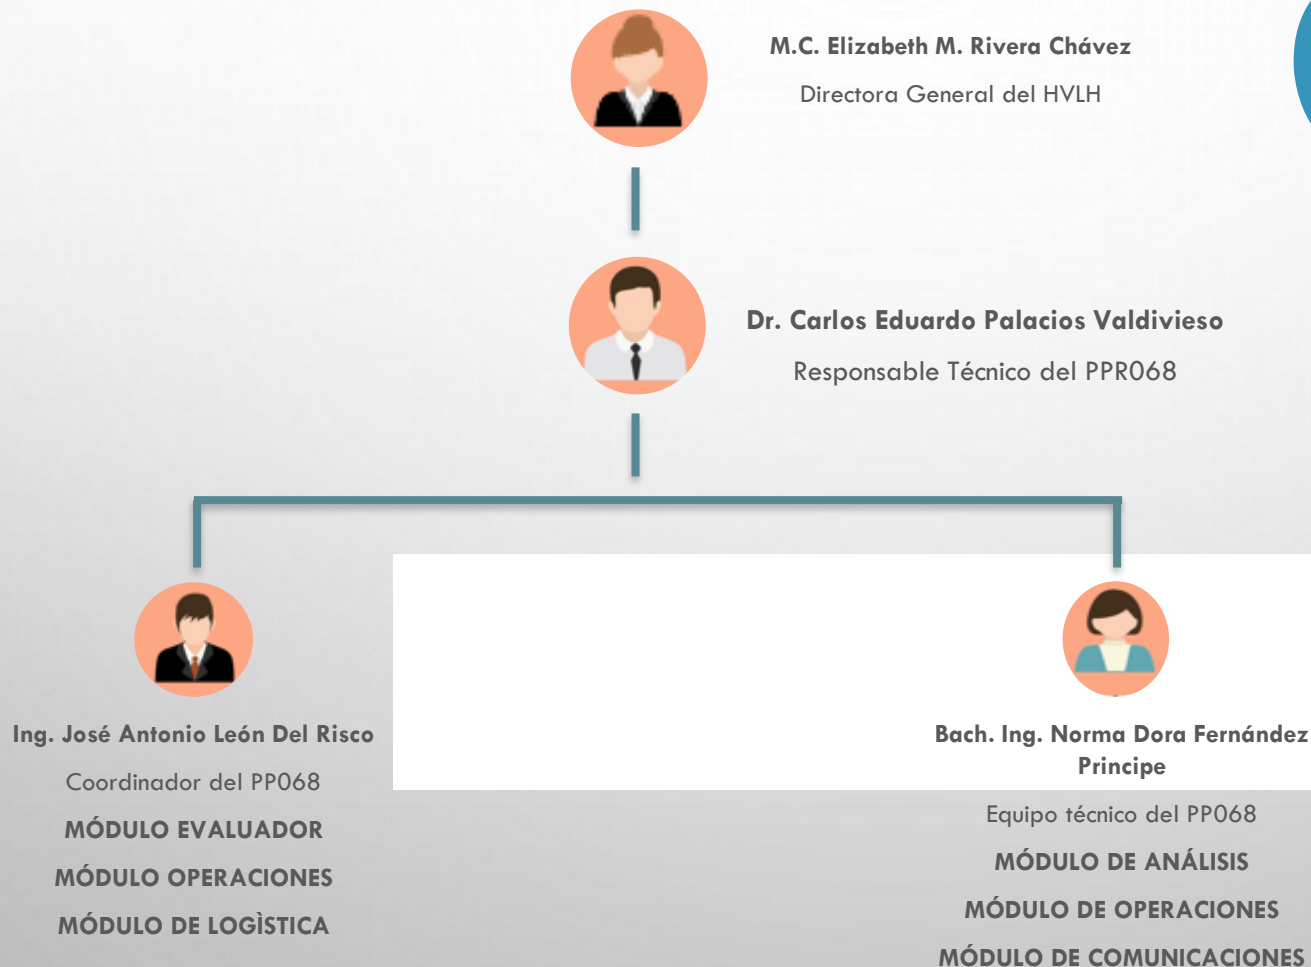 M.C. Elizabeth M. Rivera Chávez
Directora General del HVLH
Dr. Carlos Eduardo Palacios Valdivieso
Responsable Técnico del PPR068
Ing. José Antonio León Del Risco
Coordinador del PP068
MÓDULO EVALUADOR
MÓDULO OPERACIONES
MÓDULO DE LOGÌSTICA
Bach. Ing. Norma Dora Fernández
Principe
Equipo técnico del PP068
MÓDULO DE ANÁLISIS
MÓDULO DE OPERACIONES
MÓDULO DE COMUNICACIONES